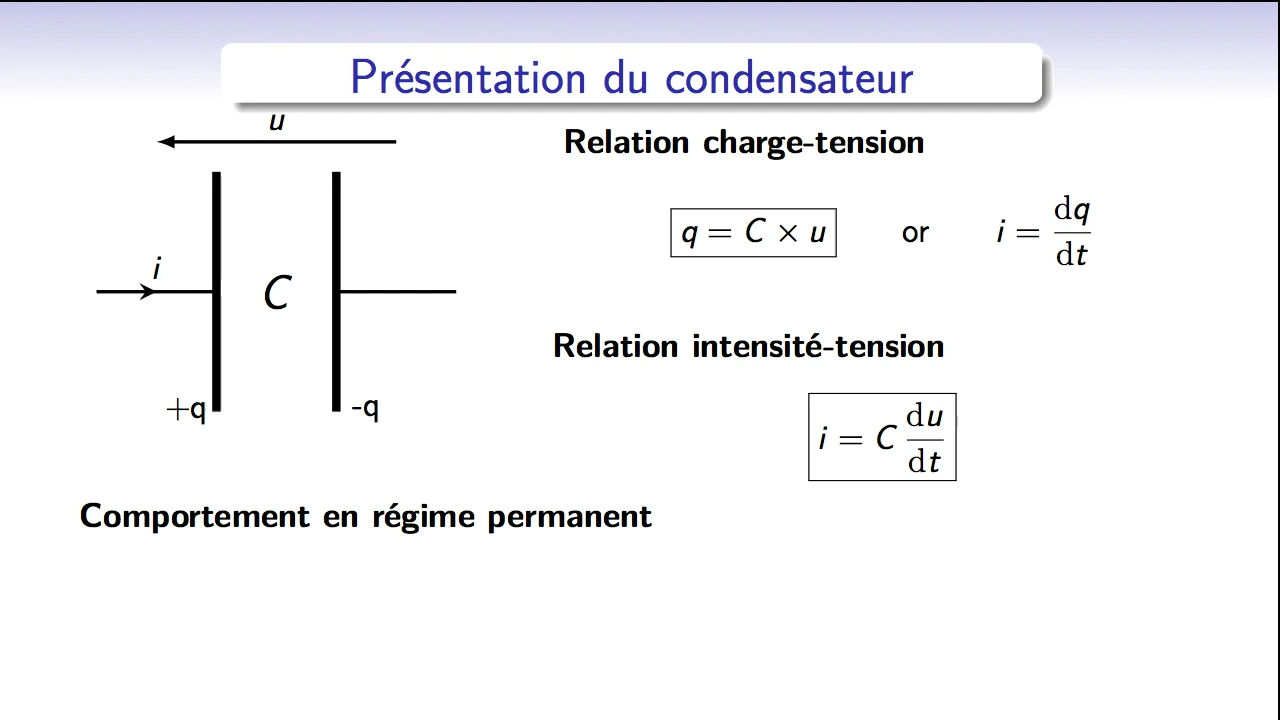 Présentation du condensateur
u
i
C
+q
-q
Relation charge-tension
q = C × u or i = dq/dt
Relation intensité-tension
i = C du/dt
Comportement en régime permanent